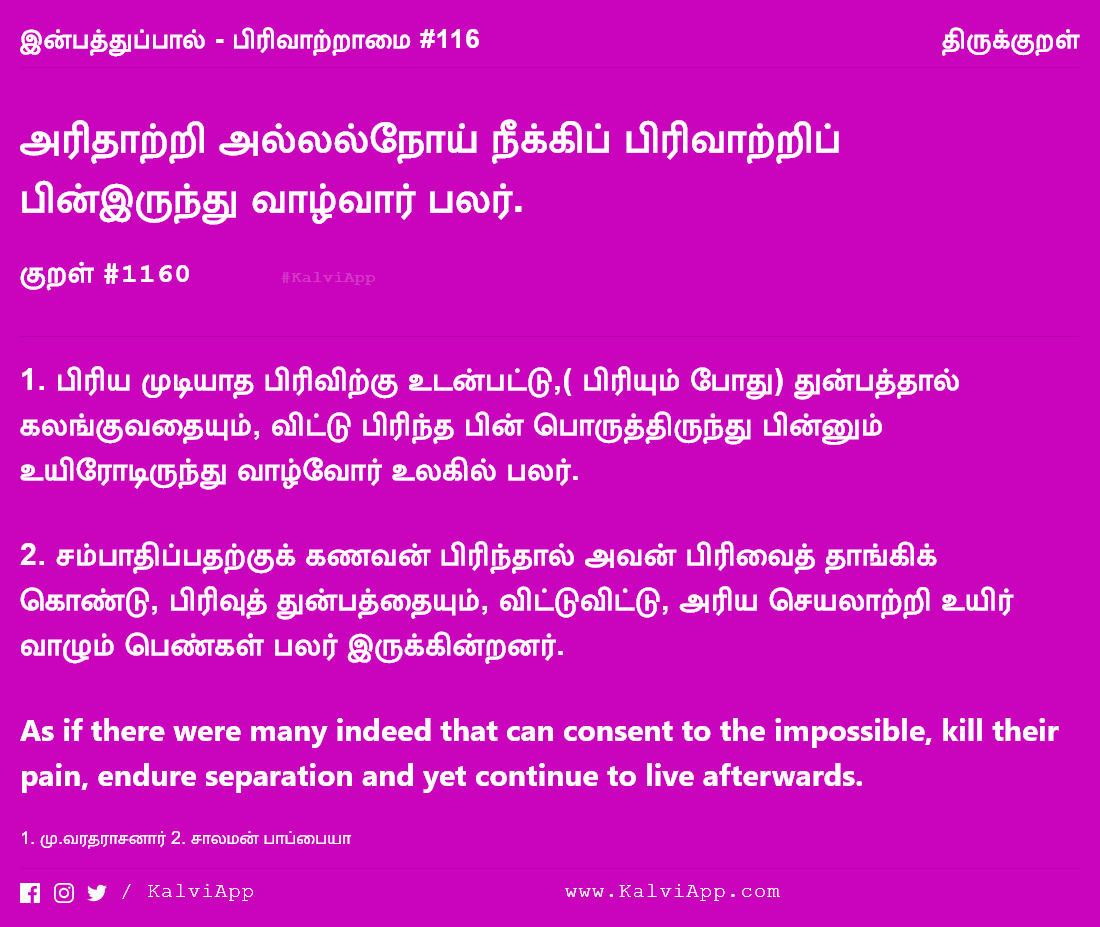 இன்பத்துப்பால் - பிரிவாற்றாமை #116 திருக்குறள்
அரிதாற்றி அல்லல்நோய் நீக்கிப் பிரிவாற்றிப்
பின்இருந்து வாழ்வார் பலர்.
குறள் #1160 #KalviApp
1. பிரிய முடியாத பிரிவிற்கு உடன்பட்டு,( பிரியும் போது) துன்பத்தால்
கலங்குவதையும், விட்டு பிரிந்த பின் பொருத்திருந்து பின்னும்
உயிரோடிருந்து வாழ்வோர் உலகில் பலர்.
2. சம்பாதிப்பதற்குக் கணவன் பிரிந்தால் அவன் பிரிவைத் தாங்கிக்
கொண்டு, பிரிவுத் துன்பத்தையும், விட்டுவிட்டு, அரிய செயலாற்றி உயிர்
வாழும் பெண்கள் பலர் இருக்கின்றனர்.
As if there were many indeed that can consent to the impossible, kill their
pain, endure separation and yet continue to live afterwards.
1. மு.வரதராசனார் 2. சாலமன் பாப்பையா
/ KalviApp www.KalviApp.com